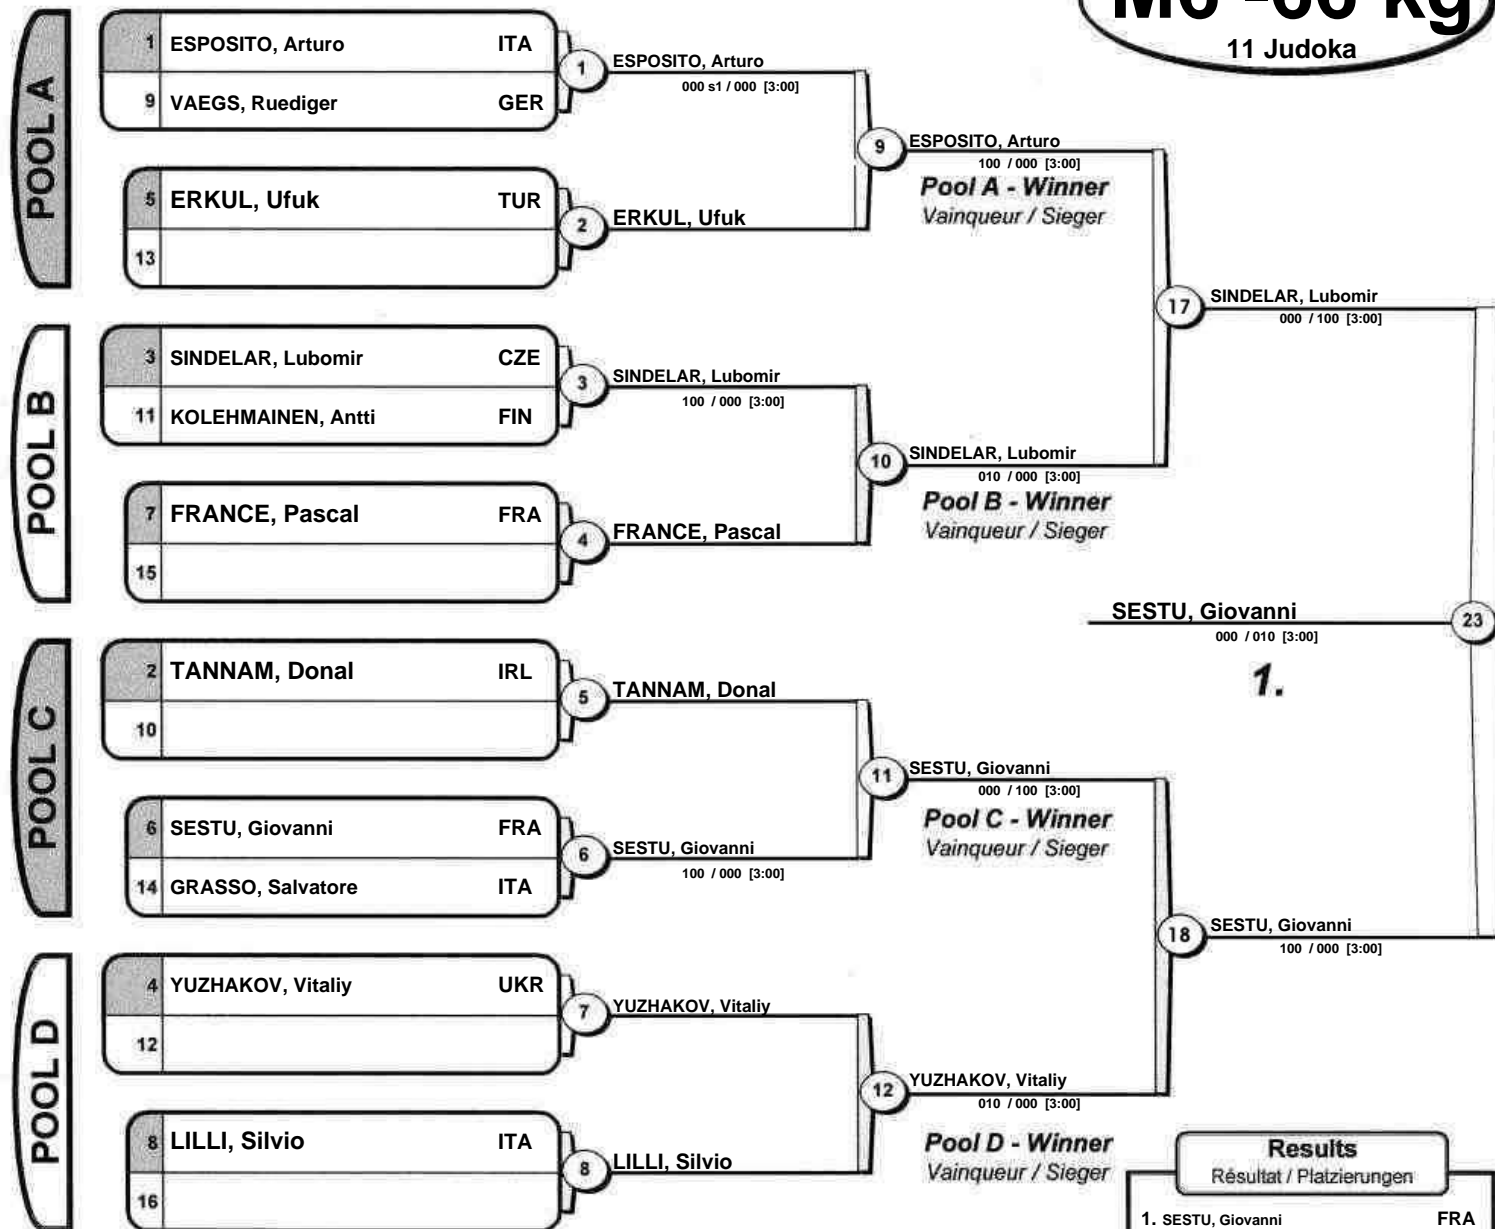 M6 -66 kg
11 Judoka
POOL A
1 ESPOSITO, Arturo ITA
9 VAEGS, Ruediger GER
5 ERKUL, Ufuk TUR
13
1
ESPOSITO, Arturo
000 s1 / 000 [3:00]
2
ERKUL, Ufuk
9
ESPOSITO, Arturo
100 / 000 [3:00]
Pool A - Winner
Vainqueur / Sieger
POOL B
3 SINDELAR, Lubomir CZE
11 KOLEHMAINEN, Antti FIN
7 FRANCE, Pascal FRA
15
3
SINDELAR, Lubomir
100 / 000 [3:00]
4
FRANCE, Pascal
10
SINDELAR, Lubomir
010 / 000 [3:00]
Pool B - Winner
Vainqueur / Sieger
17
SINDELAR, Lubomir
000 / 100 [3:00]
POOL C
2 TANNAM, Donal IRL
10
6 SESTU, Giovanni FRA
14 GRASSO, Salvatore ITA
5
TANNAM, Donal
6
SESTU, Giovanni
100 / 000 [3:00]
11
SESTU, Giovanni
000 / 100 [3:00]
Pool C - Winner
Vainqueur / Sieger
POOL D
4 YUZHAKOV, Vitaliy UKR
12
8 LILLI, Silvio ITA
16
7
YUZHAKOV, Vitaliy
8
LILLI, Silvio
12
YUZHAKOV, Vitaliy
010 / 000 [3:00]
Pool D - Winner
Vainqueur / Sieger
18
SESTU, Giovanni
100 / 000 [3:00]
SESTU, Giovanni
000 / 010 [3:00]
23
1.
Results
Résultat / Platzierungen
1. SESTU, Giovanni FRA